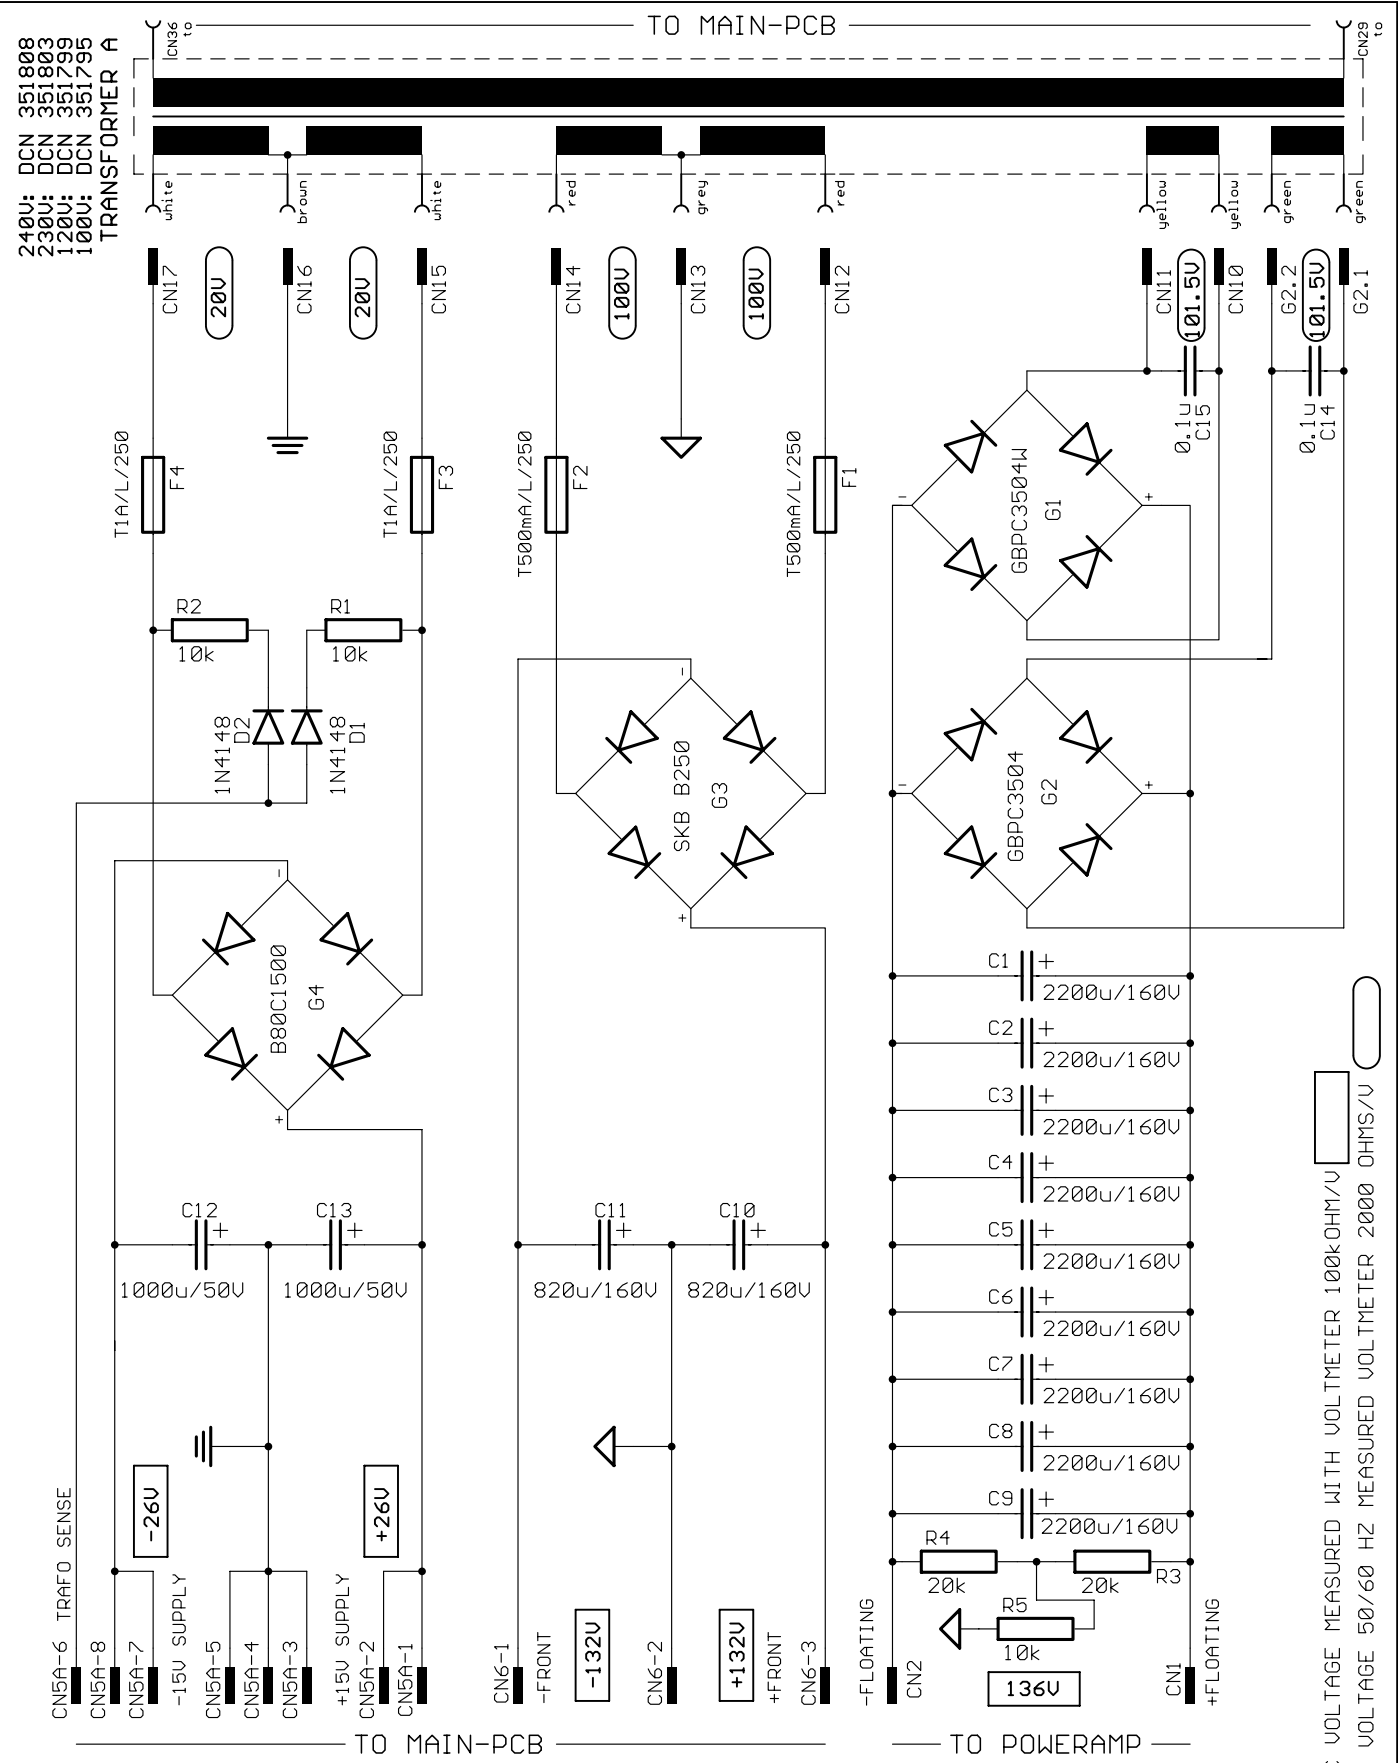 TO MAIN-PCB
CN36
to
CN29
to
240V: DCN 351808
230V: DCN 351803
120V: DCN 351799
100V: DCN 351795
TRANSFORMER A
white
brown
white
red
grey
red
yellow
yellow
green
green
CN17
20V
CN16
20V
CN15
CN14
100V
CN13
100V
CN12
CN11
101.5V
CN10
G2.2
101.5V
G2.1
0.1u
C15
0.1u
C14
T1A/L/250
F4
T1A/L/250
F3
T500mA/L/250
F2
T500mA/L/250
F1
-
GBPC3504W
G1
+
R2
10k
R1
10k
1N4148
D2
1N4148
D1
-
SKB B250
G3
+
-
GBPC3504
G2
+
-
B80C1500
G4
+
C1
+
2200u/160V
C2
+
2200u/160V
C3
+
2200u/160V
C4
+
2200u/160V
C5
+
2200u/160V
C6
+
2200u/160V
C7
+
2200u/160V
C8
+
2200u/160V
C9
+
2200u/160V
C12
+
1000u/50V
C13
+
1000u/50V
C11
+
820u/160V
C10
+
820u/160V
R4
20k
R3
20k
R5
10k
136V
-26V
+26V
-132V
+132V
CN5A-6 TRAFO SENSE
CN5A-8
CN5A-7
-15V SUPPLY
CN5A-5
CN5A-4
CN5A-3
+15V SUPPLY
CN5A-2
CN5A-1
CN6-1
-FRONT
CN6-2
+FRONT
CN6-3
-FLOATING
CN2
CN1
+FLOATING
TO MAIN-PCB
TO POWERAMP
VOLTAGE MEASURED WITH VOLTMETER 100kOHM/V
VOLTAGE 50/60 HZ MEASURED VOLTMETER 2000 OHMS/V